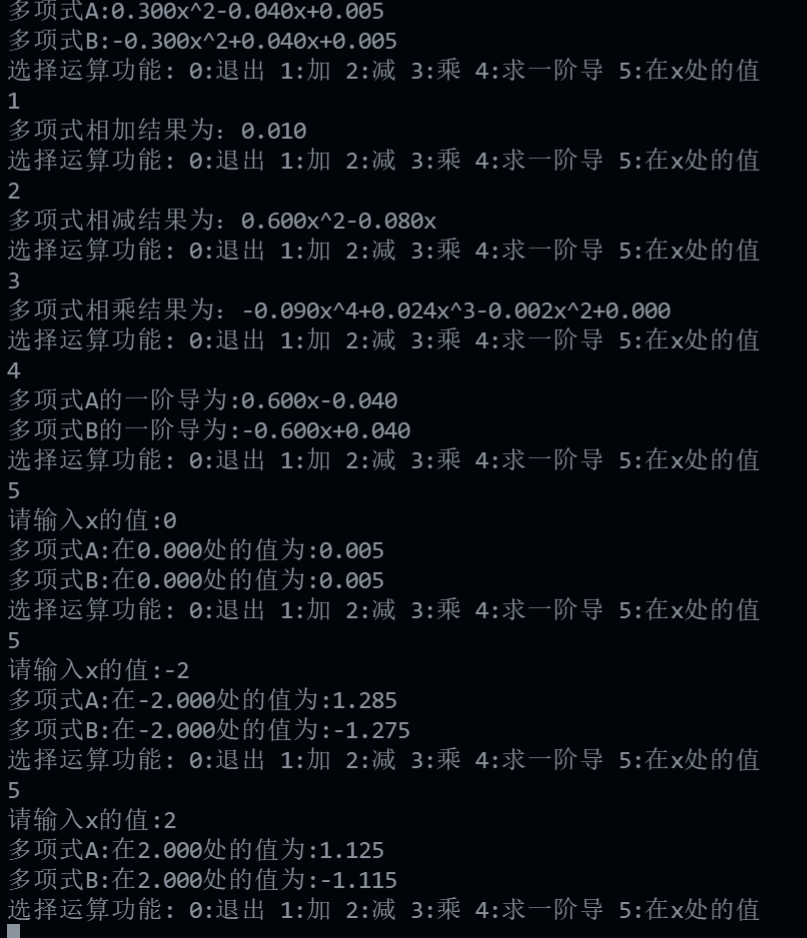 多项式A:0.300x^2-0.040x+0.005
多项式B:-0.300x^2+0.040x+0.005
选择运算功能: 0:退出 1:加 2:减 3:乘 4:求一阶导 5:在x处的值
1
多项式相加结果为: 0.010
选择运算功能: 0:退出 1:加 2:减 3:乘 4:求一阶导 5:在x处的值
2
多项式相减结果为: 0.600x^2-0.080x
选择运算功能: 0:退出 1:加 2:减 3:乘 4:求一阶导 5:在x处的值
3
多项式相乘结果为: -0.090x^4+0.024x^3-0.002x^2+0.000
选择运算功能: 0:退出 1:加 2:减 3:乘 4:求一阶导 5:在x处的值
4
多项式A的一阶导为:0.600x-0.040
多项式B的一阶导为:-0.600x+0.040
选择运算功能: 0:退出 1:加 2:减 3:乘 4:求一阶导 5:在x处的值
5
请输入x的值:0
多项式A:在0.000处的值为:0.005
多项式B:在0.000处的值为:0.005
选择运算功能: 0:退出 1:加 2:减 3:乘 4:求一阶导 5:在x处的值
5
请输入x的值:-2
多项式A:在-2.000处的值为:1.285
多项式B:在-2.000处的值为:-1.275
选择运算功能: 0:退出 1:加 2:减 3:乘 4:求一阶导 5:在x处的值
5
请输入x的值:2
多项式A:在2.000处的值为:1.125
多项式B:在2.000处的值为:-1.115
选择运算功能: 0:退出 1:加 2:减 3:乘 4:求一阶导 5:在x处的值